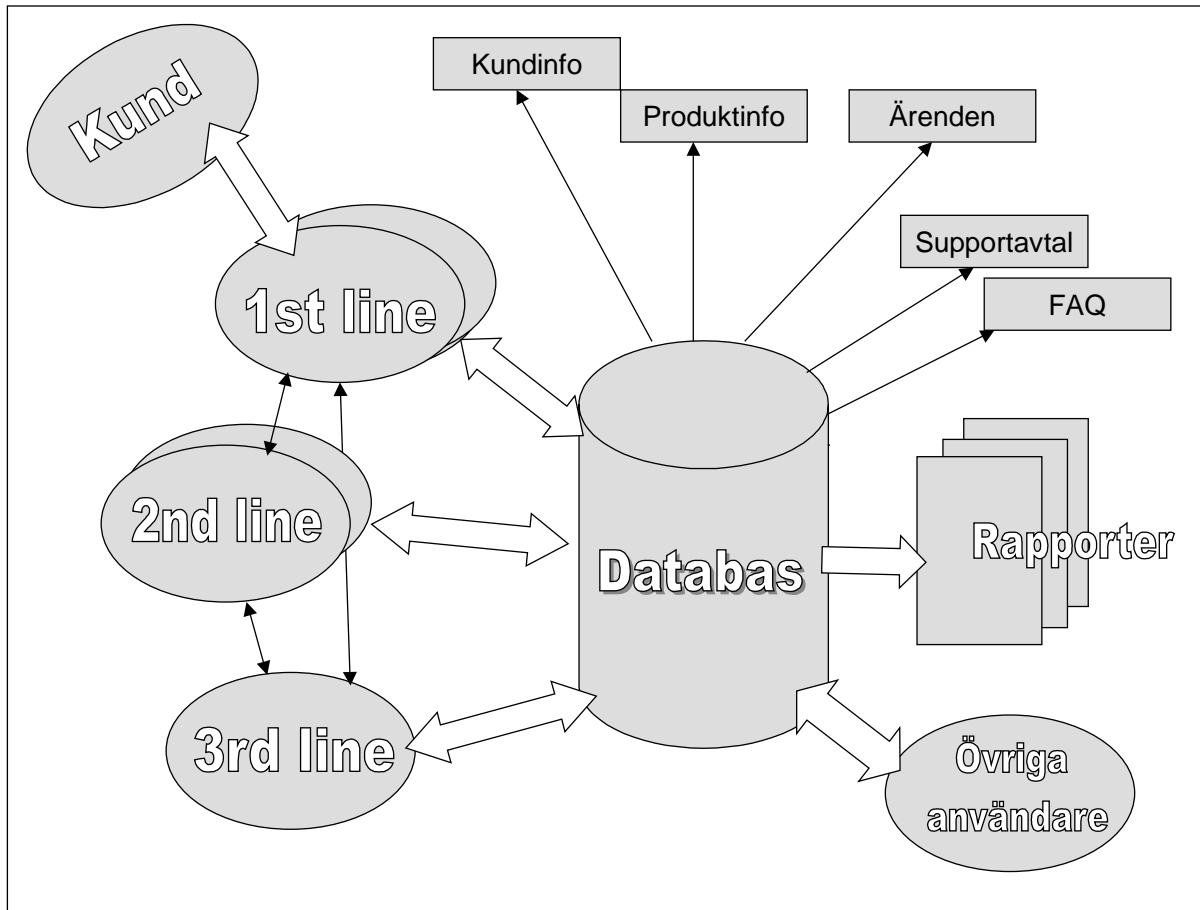 Kund
Kundinfo
Produktinfo
Ärenden
Supportavtal
FAQ
1st line
2nd line
3rd line
Databas
Rapporter
Övriga
användare